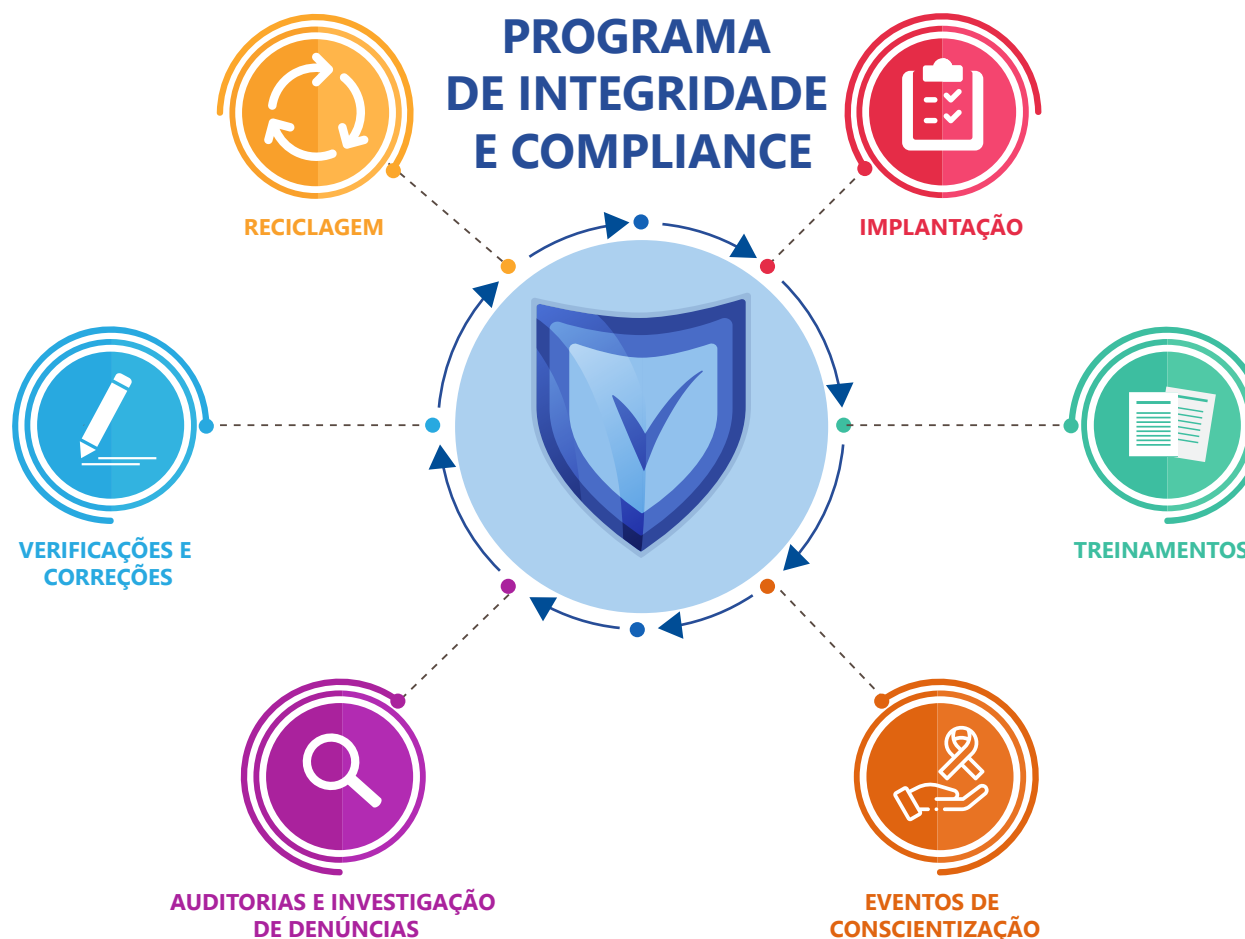 PROGRAMA
DE INTEGRIDADE
E COMPLIANCE
RECICLAGEM
IMPLANTAÇÃO
VERIFICAÇÕES E
CORREÇÕES
TREINAMENTOS
AUDITORIAS E INVESTIGAÇÃO
DE DENÚNCIAS
EVENTOS DE
CONSCIENTIZAÇÃO